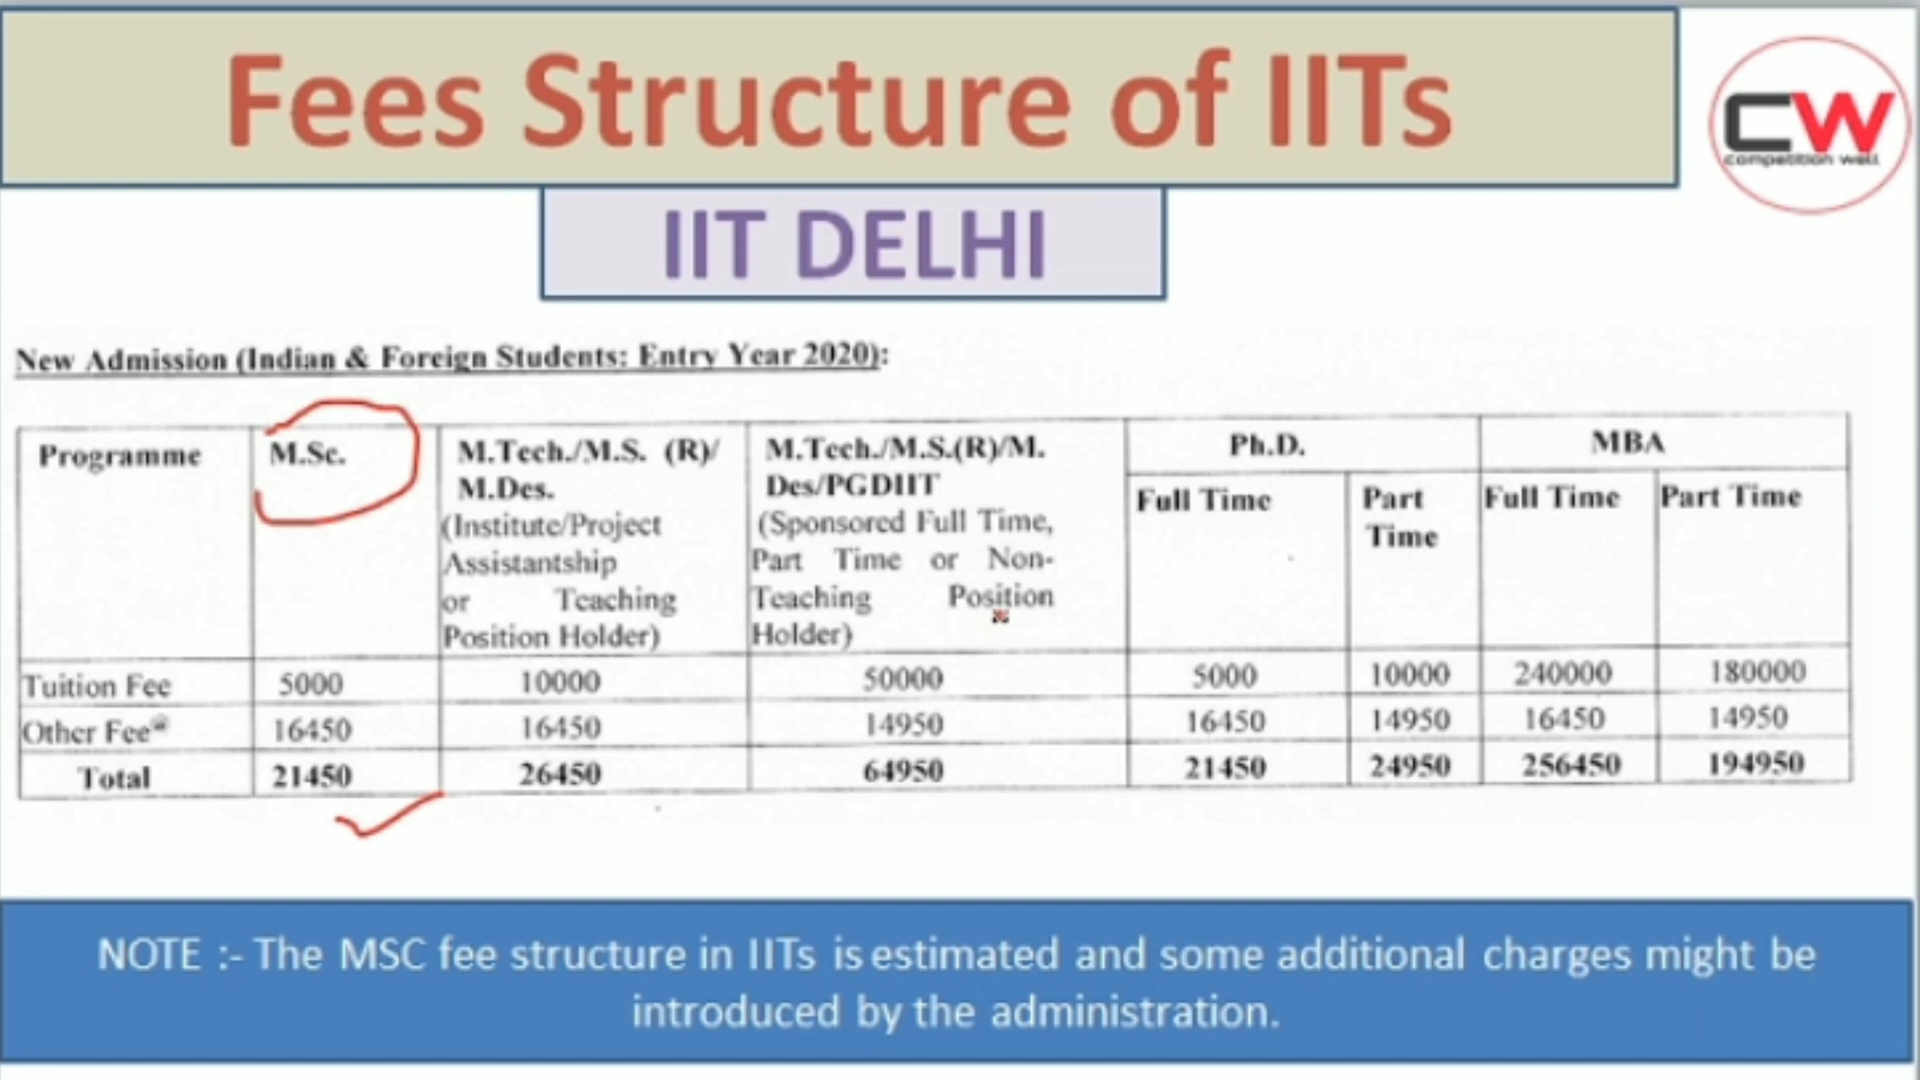 Fees Structure of IITs
CW
competition well
IIT DELHI
New Admission (Indian & Foreign Students: Entry Year 2020):
Programme
M.Sc.
M.Tech./M.S. (R)/
M.Des.
(Institute/Project
Assistantship
or Teaching
Position Holder)
M.Tech./M.S.(R)/M.
Des/PGDIIT
(Sponsored Full Time,
Part Time or Non-
Teaching Position
Holder)
Ph.D.
MBA
Full Time
Part
Time
Full Time
Part Time
Tuition Fee 5000 10000 50000 5000 10000 240000 180000
Other Fee@ 16450 16450 14950 16450 14950 16450 14950
Total 21450 26450 64950 21450 24950 256450 194950
NOTE :- The MSC fee structure in IITs is estimated and some additional charges might be
introduced by the administration.